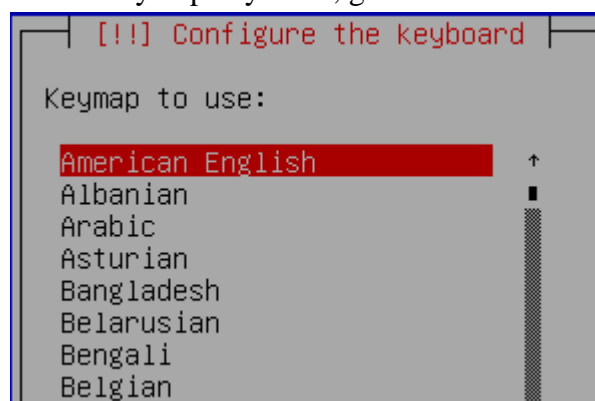 [!!] Configure the keyboard
Keymap to use:
American English
Albanian
Arabic
Asturian
Bangladesh
Belarusian
Bengali
Belgian